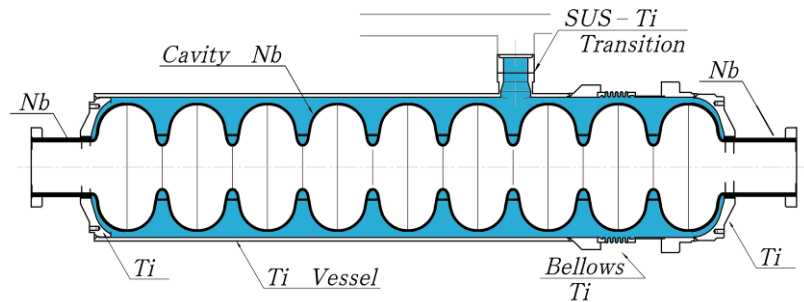 SUS-Ti
Transition
Cavity Nb
Nb
Nb
Ti
Ti Vessel
Bellows
Ti
Ti